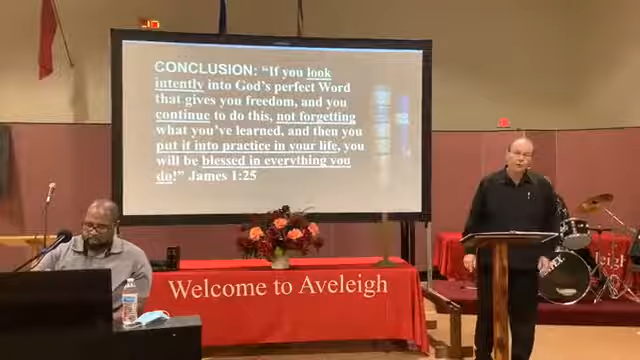 CONCLUSION: “If you look
intently into God's perfect Word
that gives you freedom, and you
continue to do this, not forgetting
what you've learned, and then you
put it into practice in your life, you
will be blessed in everything you
do!” James 1:25
Welcome to Aveleigh